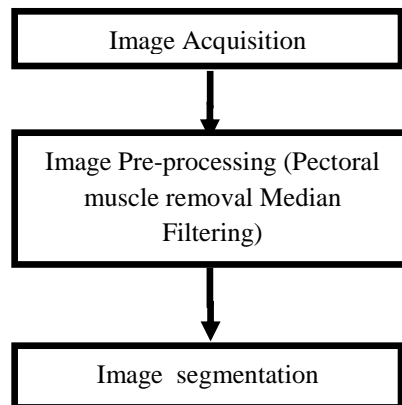 Image Acquisition
Image Pre-processing (Pectoral
muscle removal Median
Filtering)
Image segmentation